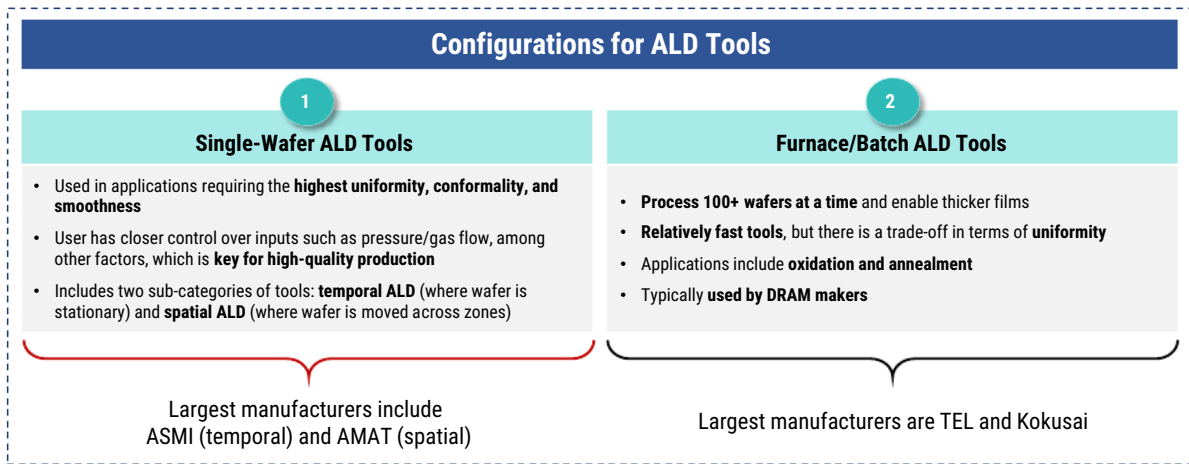 Configurations for ALD Tools
1
Single-Wafer ALD Tools
• Used in applications requiring the highest uniformity, conformality, and
smoothness
• User has closer control over inputs such as pressure/gas flow, among
other factors, which is key for high-quality production
• Includes two sub-categories of tools: temporal ALD (where wafer is
stationary) and spatial ALD (where wafer is moved across zones)
Largest manufacturers include
ASMI (temporal) and AMAT (spatial)
2
Furnace/Batch ALD Tools
• Process 100+ wafers at a time and enable thicker films
• Relatively fast tools, but there is a trade-off in terms of uniformity
• Applications include oxidation and annealment
• Typically used by DRAM makers
Largest manufacturers are TEL and Kokusai